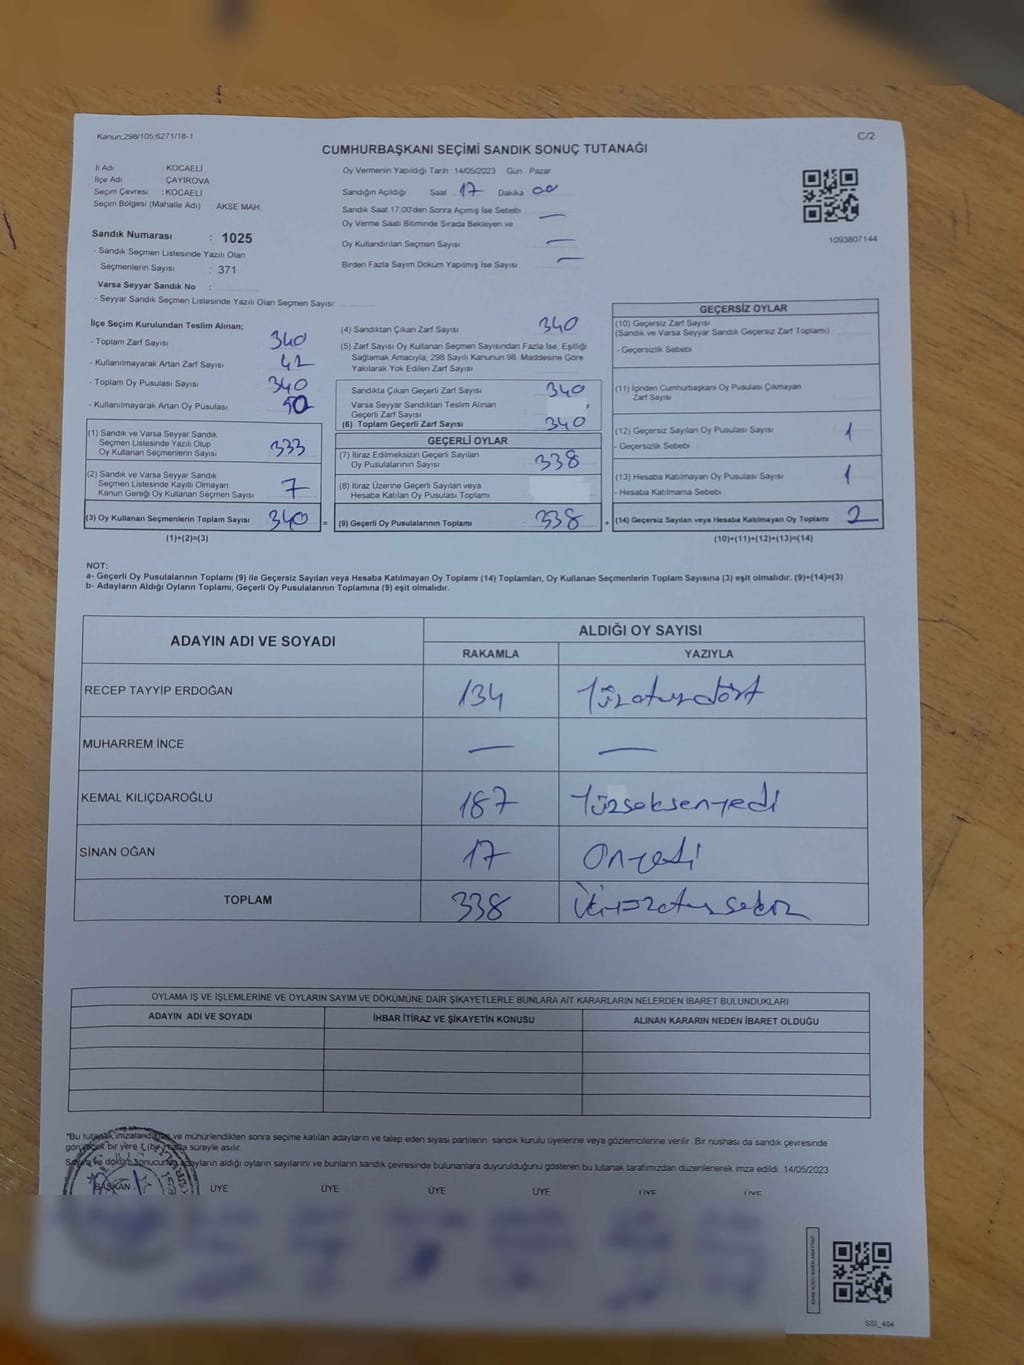 Kanun;298/105;6271/18-1
C/2
CUMHURBAŞKANI SEÇİMİ SANDIK SONUÇ TUTANAĞI
İl Adı : KOCAELİ
İlçe Adı : ÇAYIROVA
Seçim Çevresi : KOCAELİ
Seçim Bölgesi (Mahalle Adı) AKSE MAH.
Sandık Numarası : 1025
- Sandık Seçmen Listesinde Yazılı Olan
Seçmenlerin Sayısı : 371
Varsa Seyyar Sandık No :
- Seyyar Sandık Seçmen Listesinde Yazılı Olan Seçmen Sayısı
Oy Vermenin Yapıldığı Tarih 14/05/2023 Gün Pazar
Sandığın Açıldığı Saat 17 Dakika 00
Sandık Saat 17:00'den Sonra Açımış İse Sebebi —
Oy Verme Saati Bitiminde Sırada Bekleyen ve
Oy Kullandırılan Seçmen Sayısı —
Birden Fazla Sayım Döküm Yapılmış İse Sayısı —
1093807144
İlçe Seçim Kurulundan Teslim Alınan;
- Toplam Zarf Sayısı 340
- Kullanılmayarak Artan Zarf Sayısı 42
- Toplam Oy Pusulası Sayısı 340
- Kullanılmayarak Artan Oy Pusulası
(1) Sandık ve Varsa Seyyar Sandık
Seçmen Listesinde Yazılı Olup
Oy Kullanan Seçmenlerin Sayısı 333
(2) Sandık ve Varsa Seyyar Sandık
Seçmen Listesinde Kayıtlı Olmayan
Kanun Gereği Oy Kullanan Seçmen Sayısı 7
(3) Oy Kullanan Seçmenlerin Toplam Sayısı 340 =
(1)+(2)=(3)
(4) Sandıktan Çıkan Zarf Sayısı 340
(5) Zarf Sayısı Oy Kullanan Seçmen Sayısından Fazla İse, Eşitliği
Sağlamak Amacıyla, 298 Sayılı Kanunun 98. Maddesine Göre
Yakılarak Yok Edilen Zarf Sayısı
Sandıkta Çıkan Geçerli Zarf Sayısı 340
Varsa Seyyar Sandıktan Teslim Alınan
Geçerli Zarf Sayısı
(6) Toplam Geçerli Zarf Sayısı 340
GEÇERLİ OYLAR
(7) İtiraz Edilmeksizin Geçerli Sayılan
Oy Pusulalarının Sayısı 338
(8) İtiraz Üzerine Geçerli Sayılan veya
Hesaba Katılan Oy Pusulası Toplamı
(9) Geçerli Oy Pusulalarının Toplamı 338 +
GEÇERSİZ OYLAR
(10) Geçersiz Zarf Sayısı
(Sandık ve Varsa Seyyar Sandık Geçersiz Zarf Toplamı)
- Geçersizlik Sebebi
(11) İçinden Cumhurbaşkanı Oy Pusulası Çıkmayan
Zarf Sayısı
(12) Geçersiz Sayılan Oy Pusulası Sayısı 1
- Geçersizlik Sebebi
(13) Hesaba Katılmayan Oy Pusulası Sayısı 1
- Hesaba Katılmama Sebebi
(14) Geçersiz Sayılan veya Hesaba Katılmayan Oy Toplamı 2
(10)+(11)+(12)+(13)=(14)
NOT:
a- Geçerli Oy Pusulalarının Toplamı (9) ile Geçersiz Sayılan veya Hesaba Katılmayan Oy Toplamı (14) Toplamları, Oy Kullanan Seçmenlerin Toplam Sayısına (3) eşit olmalıdır. (9)+(14)=(3)
b- Adayların Aldığı Oyların Toplamı, Geçerli Oy Pusulalarının Toplamına (9) eşit olmalıdır.
ADAYIN ADI VE SOYADI
ALDIĞI OY SAYISI
RAKAMLA YAZIYLA
RECEP TAYYİP ERDOĞAN 134 Yüzotuzdört
MUHARREM İNCE — —
KEMAL KILIÇDAROĞLU 187 Yüzseksenyedi
SİNAN OĞAN 17 Onyedi
TOPLAM 338
OYLAMA İŞ VE İŞLEMLERİNE VE OYLARIN SAYIM VE DÖKÜMÜNE DAİR ŞİKAYETLERLE BUNLARA AİT KARARLARIN NELERDEN İBARET BULUNDUKLARI
ADAYIN ADI VE SOYADI İHBAR İTİRAZ VE ŞİKAYETİN KONUSU ALINAN KARARIN NEDEN İBARET OLDUĞU
*Bu tutanak imzalandıktan ve mühürlendikten sonra seçime katılan adayların ve talep eden siyasi partilerin sandık kurulu üyelerine veya gözlemcilerine verilir. Bir nüshası da sandık çevresinde
görülecek bir yere 1 (bir) hafta süreyle asılır.
Sayım ve döküm sonucunda adayların aldığı oyların sayılarını ve bunların sandık çevresinde bulunanlara duyurulduğunu gösteren bu tutanak tarafımızdan düzenlenerek imza edildi. 14/05/2023
BAŞKAN ÜYE ÜYE ÜYE ÜYE ÜYE ÜYE
SSI_404